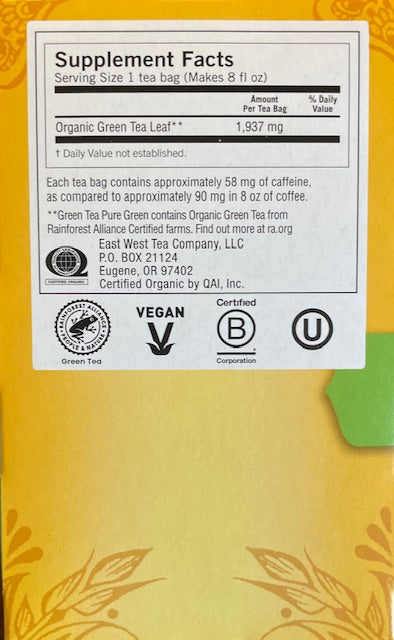 Supplement Facts
Serving Size 1 tea bag (Makes 8 fl oz)
Amount Per Tea Bag
% Daily Value
Organic Green Tea Leaf** 1,937 mg
† Daily Value not established.
Each tea bag contains approximately 58 mg of caffeine,
as compared to approximately 90 mg in 8 oz of coffee.
**Green Tea Pure Green contains Organic Green Tea from
Rainforest Alliance Certified farms. Find out more at ra.org
East West Tea Company, LLC
P.O. BOX 21124
Eugene, OR 97402
Certified Organic by QAI, Inc.
CERTIFIED ORGANIC
RAINFOREST ALLIANCE
PEOPLE & NATURE
Green Tea
VEGAN
Certified
B
Corporation
U